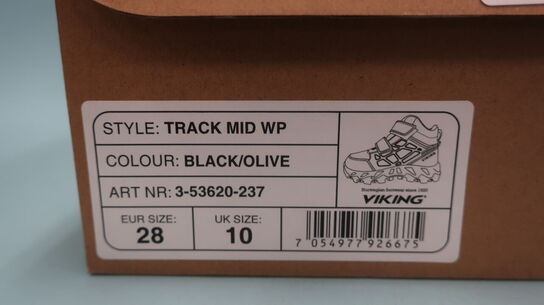 STYLE: TRACK MID WP
COLOUR: BLACK/OLIVE
ART NR: 3-53620-237
EUR SIZE:
28
UK SIZE:
10
Norwegian footwear since 1920
VIKING
7 054977 926675